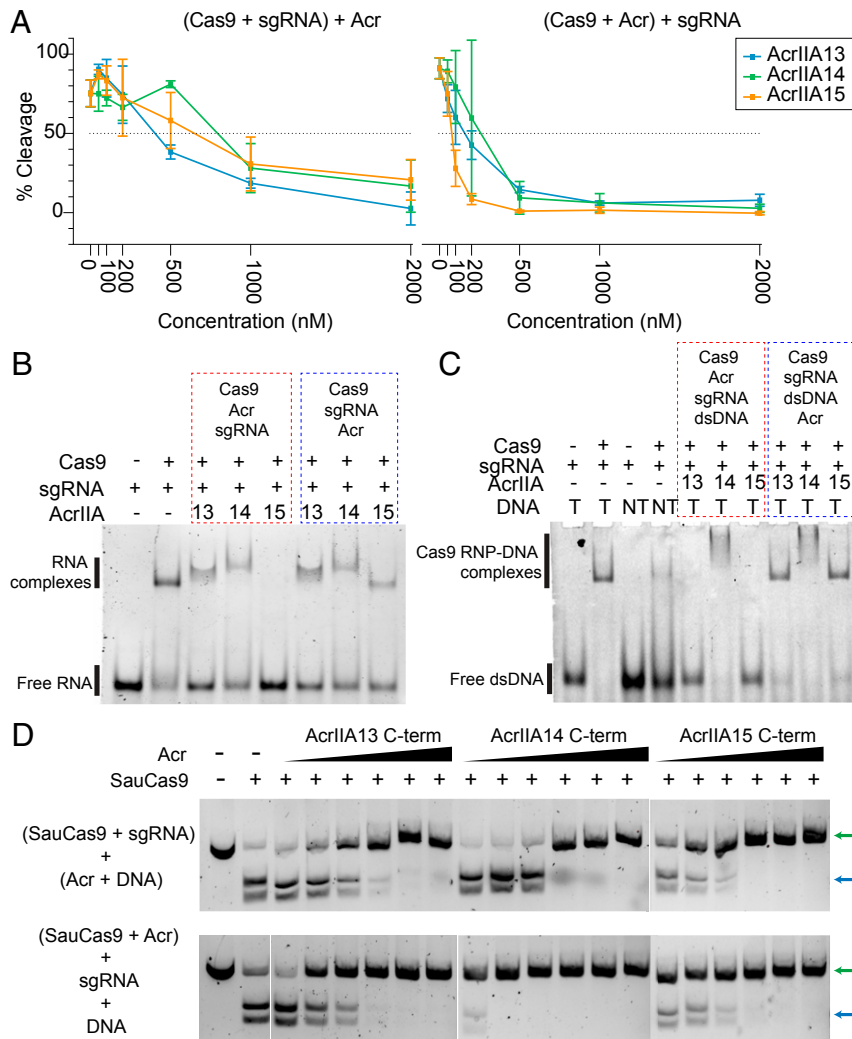 A
(Cas9 + sgRNA) + Acr
(Cas9 + Acr) + sgRNA
AcrIIA13
AcrIIA14
AcrIIA15
% Cleavage
100
50
0
0
100
200
500
1000
2000
0
100
200
500
1000
2000
Concentration (nM)
Concentration (nM)
B
Cas9
Acr
sgRNA
Cas9
sgRNA
Acr
Cas9 - + + + + + + +
sgRNA + + + + + + + +
AcrIIA - - 13 14 15 13 14 15
RNA
complexes
Free RNA
C
Cas9
Acr
sgRNA
dsDNA
Cas9
sgRNA
dsDNA
Acr
Cas9 - + - + + + + + + +
sgRNA + + + + + + + + + +
AcrIIA 13 14 15 13 14 15
DNA T T NT NT T T T T T T
Cas9 RNP-DNA
complexes
Free dsDNA
D
AcrIIA13 C-term
AcrIIA14 C-term
AcrIIA15 C-term
Acr - -
SauCas9 - + + + + + + + + + + + + + + + + + + +
(SauCas9 + sgRNA)
+
(Acr + DNA)
(SauCas9 + Acr)
+
sgRNA
+
DNA